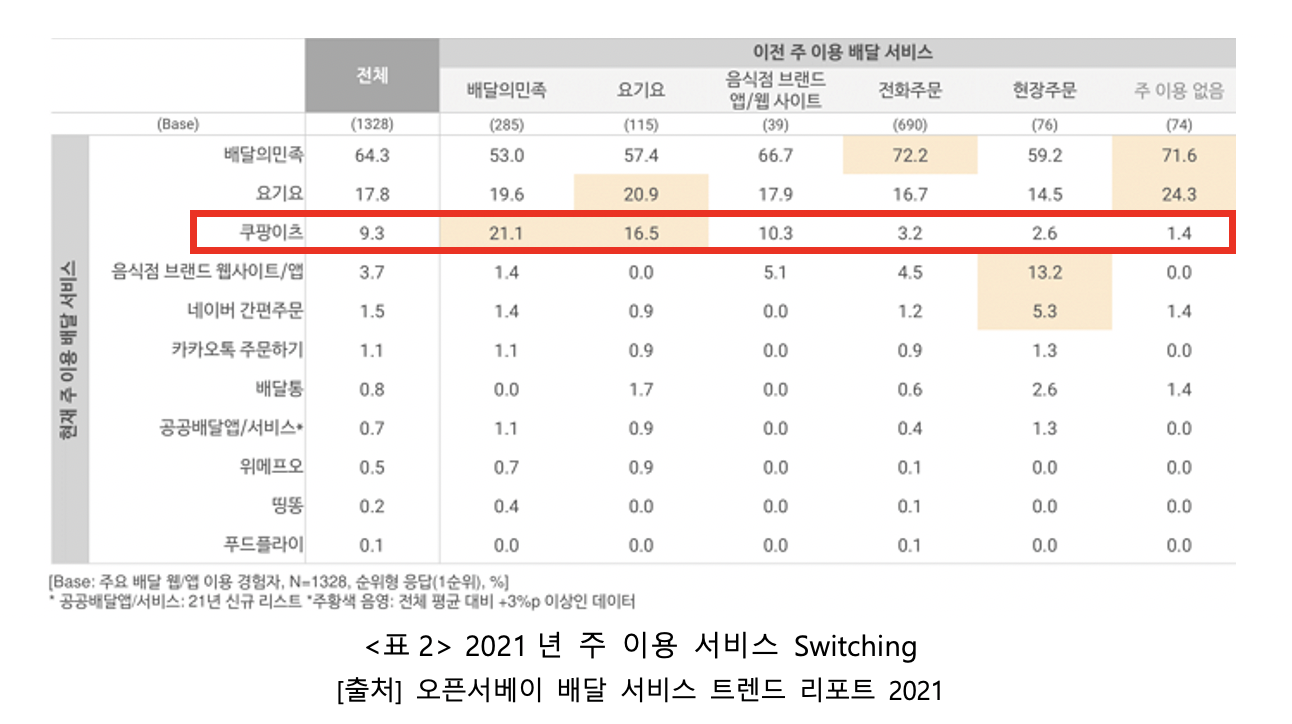 전체 이전 주 이용 배달 서비스
배달의민족 요기요 음식점 브랜드 앱/웹 사이트 전화주문 현장주문 주 이용 없음
(Base) (1328) (285) (115) (39) (690) (76) (74)
현재 주 이용 배달 서비스
배달의민족 64.3 53.0 57.4 66.7 72.2 59.2 71.6
요기요 17.8 19.6 20.9 17.9 16.7 14.5 24.3
쿠팡이츠 9.3 21.1 16.5 10.3 3.2 2.6 1.4
음식점 브랜드 웹사이트/앱 3.7 1.4 0.0 5.1 4.5 13.2 0.0
네이버 간편주문 1.5 1.4 0.9 0.0 1.2 5.3 1.4
카카오톡 주문하기 1.1 1.1 0.9 0.0 0.9 1.3 0.0
배달통 0.8 0.0 1.7 0.0 0.6 2.6 1.4
공공배달앱/서비스* 0.7 1.1 0.9 0.0 0.4 1.3 0.0
위메프오 0.5 0.7 0.9 0.0 0.1 0.0 0.0
띵똥 0.2 0.4 0.0 0.0 0.1 0.0 0.0
푸드플라이 0.1 0.0 0.0 0.0 0.1 0.0 0.0
[Base: 주요 배달 웹/앱 이용 경험자, N=1328, 순위형 응답(1순위), %]
* 공공배달앱/서비스: 21년 신규 리스트 *주황색 음영: 전체 평균 대비 +3%p 이상인 데이터
<표 2> 2021년 주 이용 서비스 Switching
[출처] 오픈서베이 배달 서비스 트렌드 리포트 2021